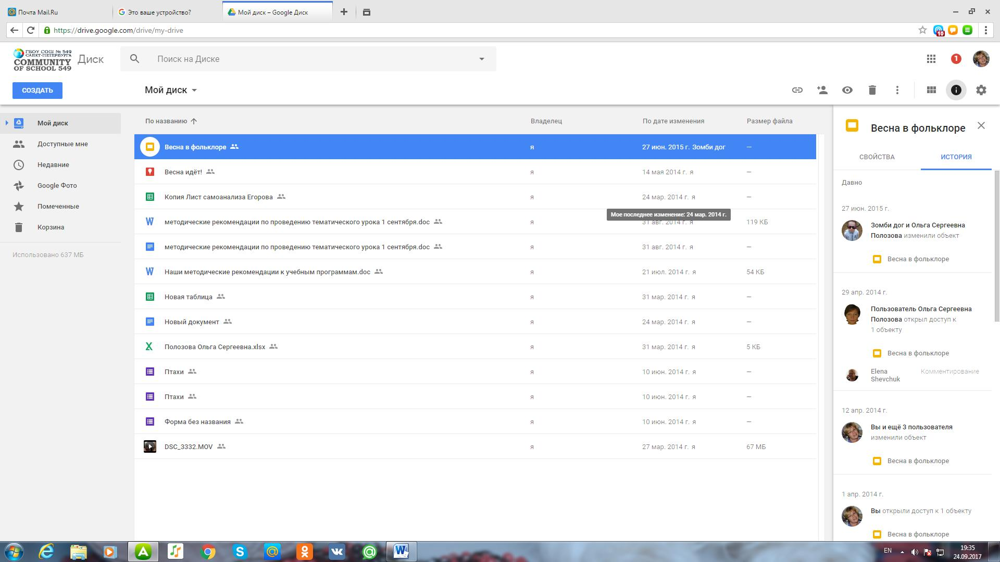 Почта Mail.Ru
Это ваше устройство?
Мой диск – Google Диск
https://drive.google.com/drive/my-drive
10
ГБОУ СОШ № 549
САНКТ-ПЕТЕРБУРГА
COMMUNITY
OF SCHOOL 549
Диск
Поиск на Диске
1
СОЗДАТЬ
Мой диск
Мой диск
Доступные мне
Недавние
Google Фото
Помеченные
Корзина
Использовано 637 МБ
По названию Владелец По дате изменения Размер файла
Весна в фольклоре я 27 июн. 2015 г. Зомби дог —
Весна идёт! я 14 мая 2014 г. я —
Копия Лист самоанализа Егорова я 24 мар. 2014 г. я —
Мое последнее изменение: 24 мар. 2014 г.
методические рекомендации по проведению тематического урока 1 сентября.doc я 31 авг. 2014 г. я 119 КБ
методические рекомендации по проведению тематического урока 1 сентября.doc я 31 авг. 2014 г. я —
Наши методические рекомендации к учебным программам.doc я 21 июл. 2014 г. я 54 КБ
Новая таблица я 31 мар. 2014 г. я —
Новый документ я 24 мар. 2014 г. я —
Полозова Ольга Сергеевна.xlsx я 31 мар. 2014 г. я 5 КБ
Птахи я 10 июн. 2014 г. я —
Птахи я 10 июн. 2014 г. я —
Форма без названия я 10 июн. 2014 г. я —
DSC_3332.MOV я 27 мар. 2014 г. я 67 МБ
Весна в фольклоре
СВОЙСТВА ИСТОРИЯ
Давно
27 июн. 2015 г.
Зомби дог и Ольга Сергеевна
Полозова изменили объект
Весна в фольклоре
29 апр. 2014 г.
Пользователь Ольга Сергеевна
Полозова открыл доступ к
1 объекту
Весна в фольклоре
Elena Комментирование
Shevchuk
12 апр. 2014 г.
Вы и ещё 3 пользователя
изменили объект
Весна в фольклоре
1 апр. 2014 г.
Вы открыли доступ к 1 объекту
Весна в фольклоре
EN
19:35
24.09.2017